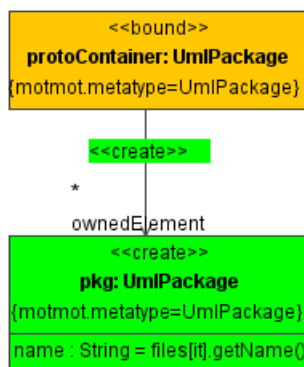 <<bound>>
protoContainer: UmlPackage
{motmot.metatype=UmlPackage}
<<create>>
*
ownedElement
<<create>>
pkg: UmlPackage
{motmot.metatype=UmlPackage}
name : String = files[it].getName()